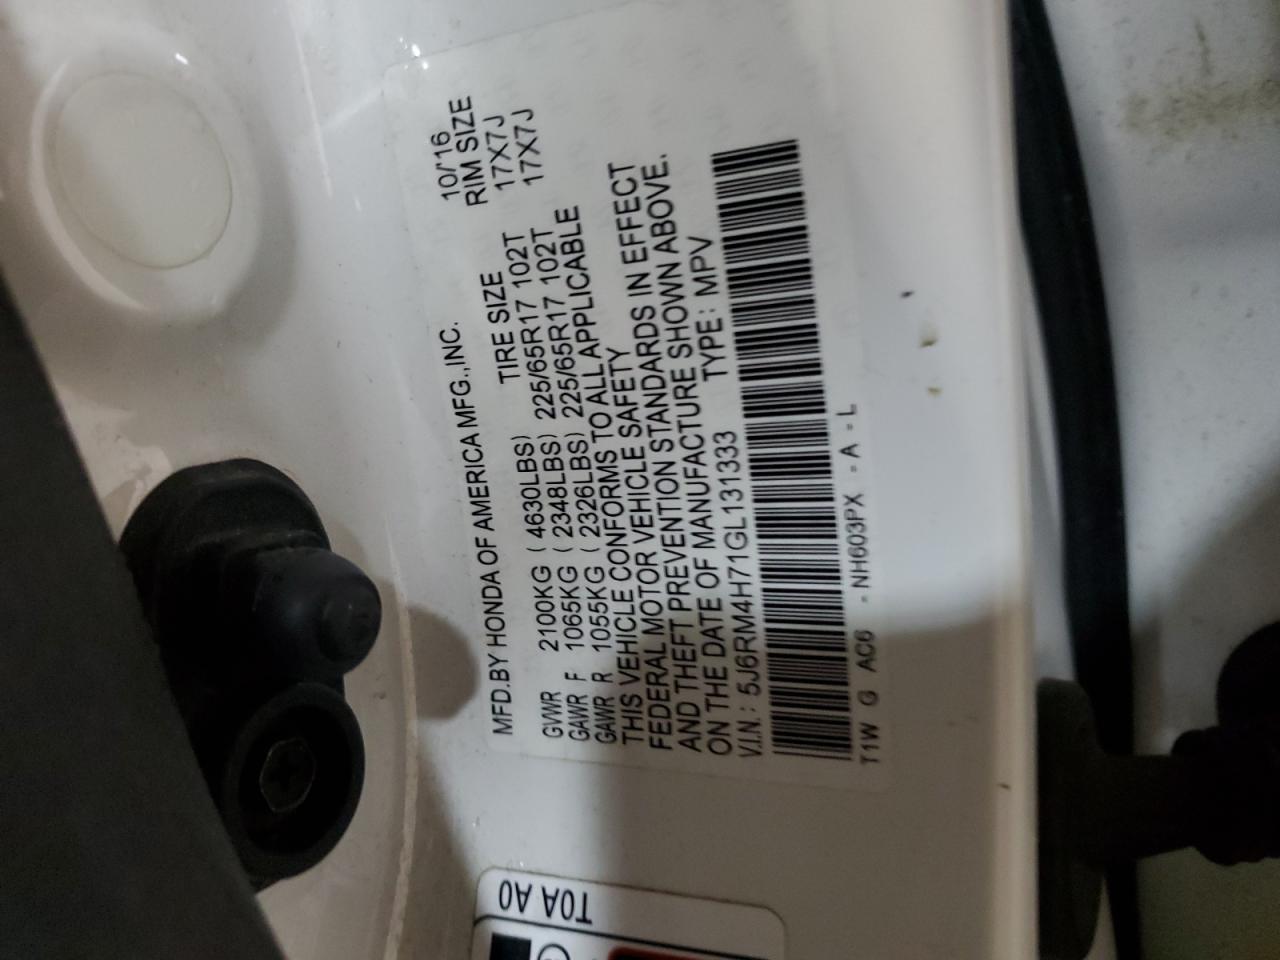 MFD.BY HONDA OF AMERICA MFG.,INC. 10/'16
TIRE SIZE RIM SIZE
GVWR 2100KG ( 4630LBS) 225/65R17 102T 17X7J
GAWR F 1065KG ( 2348LBS) 225/65R17 102T 17X7J
GAWR R 1055KG ( 2326LBS)
THIS VEHICLE CONFORMS TO ALL APPLICABLE
FEDERAL MOTOR VEHICLE SAFETY
AND THEFT PREVENTION STANDARDS IN EFFECT
ON THE DATE OF MANUFACTURE SHOWN ABOVE.
V.I.N.: 5J6RM4H71GL131333 TYPE: MPV
T1W G AC6 - NH603PX - A - L
T0A A0